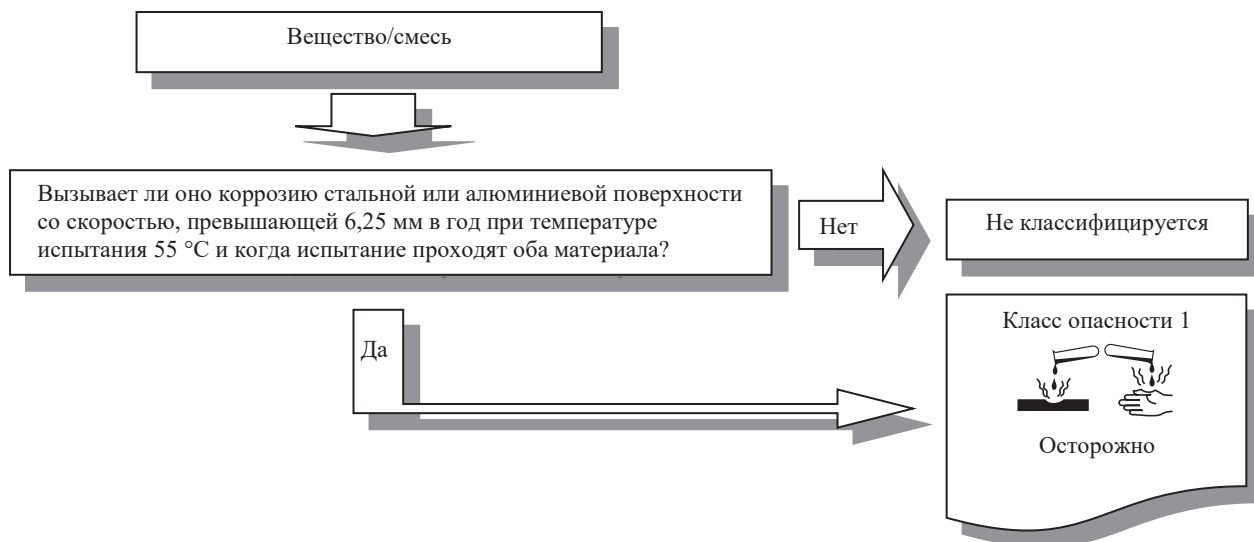 Вещество/смесь
Вызывает ли оно коррозию стальной или алюминиевой поверхности
со скоростью, превышающей 6,25 мм в год при температуре
испытания 55 °C и когда испытание проходят оба материала?
Нет
Не классифицируется
Да
Класс опасности 1
Осторожно